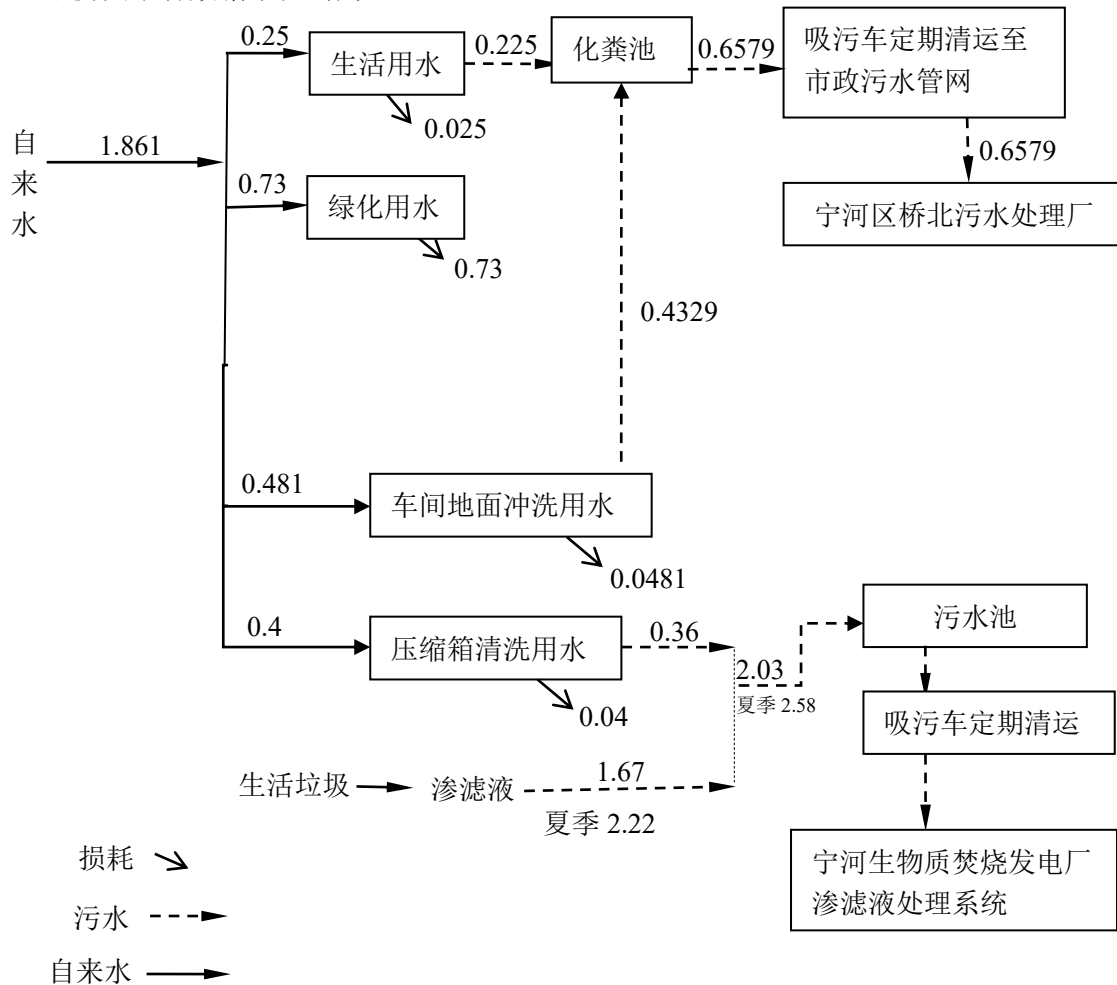 0.25
生活用水
0.225
化粪池
0.6579
吸污车定期清运至
市政污水管网
0.025
自
来
水
1.861
0.6579
0.73
绿化用水
宁河区桥北污水处理厂
0.73
0.4329
0.481
车间地面冲洗用水
0.0481
污水池
0.4
压缩箱清洗用水
0.36
2.03
夏季 2.58
0.04
吸污车定期清运
生活垃圾
渗滤液
1.67
夏季 2.22
宁河生物质焚烧发电厂
渗滤液处理系统
损耗
污水
自来水